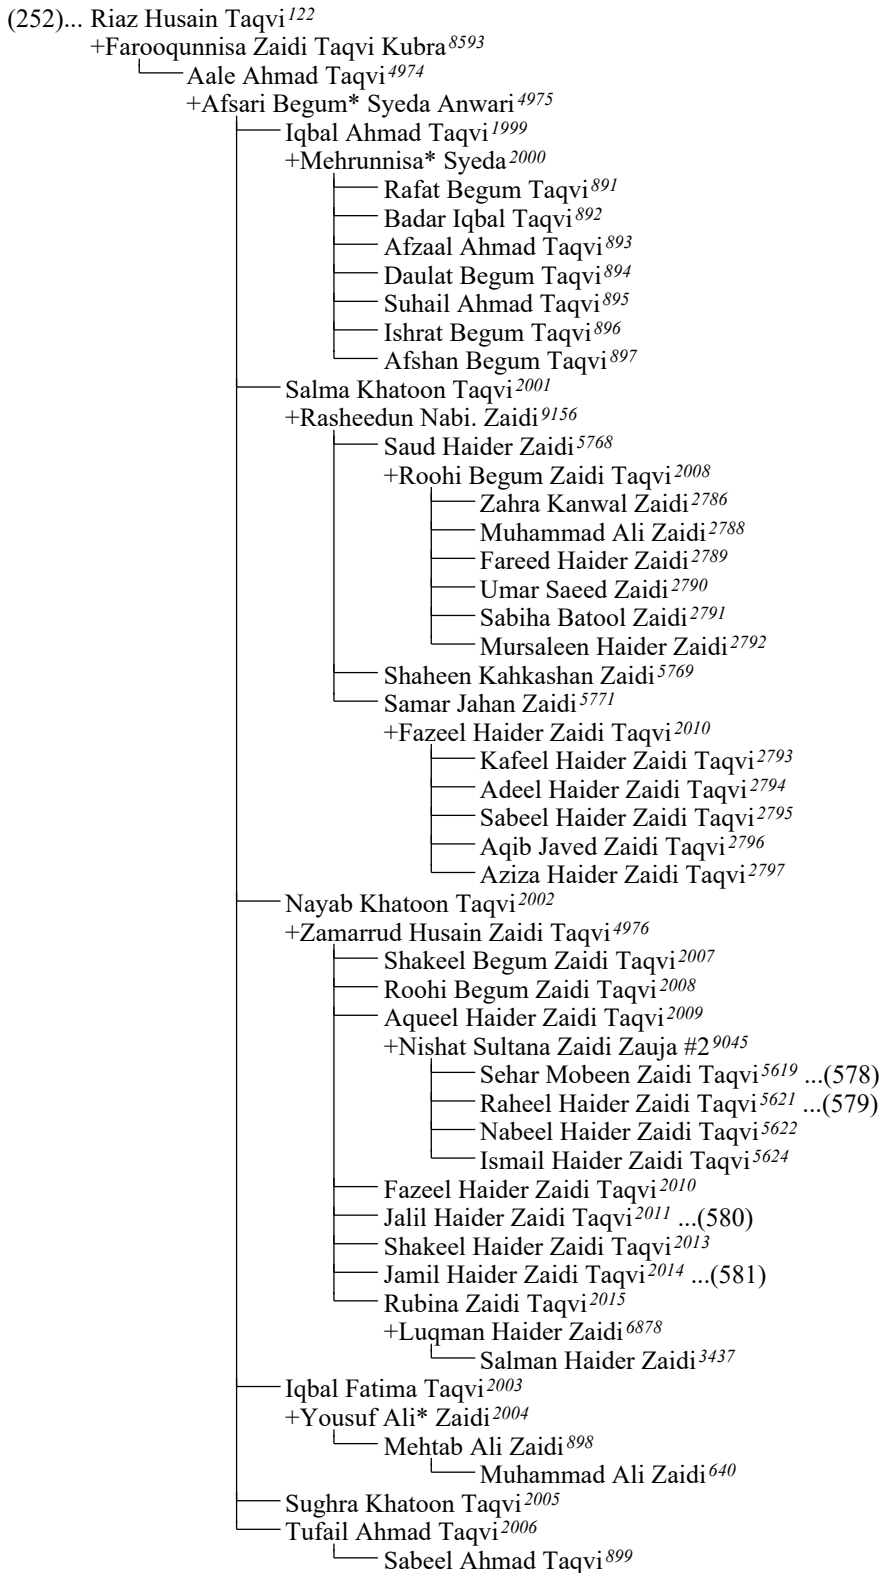 (252)... Riaz Husain Taqvi122
+Farooqunnisa Zaidi Taqvi Kubra8593
Aale Ahmad Taqvi4974
+Afsari Begum* Syeda Anwari4975
Iqbal Ahmad Taqvi1999
+Mehrunnisa* Syeda2000
Rafat Begum Taqvi891
Badar Iqbal Taqvi892
Afzaal Ahmad Taqvi893
Daulat Begum Taqvi894
Suhail Ahmad Taqvi895
Ishrat Begum Taqvi896
Afshan Begum Taqvi897
Salma Khatoon Taqvi2001
+Rasheedun Nabi. Zaidi9156
Saud Haider Zaidi5768
+Roohi Begum Zaidi Taqvi2008
Zahra Kanwal Zaidi2786
Muhammad Ali Zaidi2788
Fareed Haider Zaidi2789
Umar Saeed Zaidi2790
Sabiha Batool Zaidi2791
Mursaleen Haider Zaidi2792
Shaheen Kahkashan Zaidi5769
Samar Jahan Zaidi5771
+Fazeel Haider Zaidi Taqvi2010
Kafeel Haider Zaidi Taqvi2793
Adeel Haider Zaidi Taqvi2794
Sabeel Haider Zaidi Taqvi2795
Aqib Javed Zaidi Taqvi2796
Aziza Haider Zaidi Taqvi2797
Nayab Khatoon Taqvi2002
+Zamarrud Husain Zaidi Taqvi4976
Shakeel Begum Zaidi Taqvi2007
Roohi Begum Zaidi Taqvi2008
Aqueel Haider Zaidi Taqvi2009
+Nishat Sultana Zaidi Zauja #29045
Sehar Mobeen Zaidi Taqvi5619 ...(578)
Raheel Haider Zaidi Taqvi5621 ...(579)
Nabeel Haider Zaidi Taqvi5622
Ismail Haider Zaidi Taqvi5624
Fazeel Haider Zaidi Taqvi2010
Jalil Haider Zaidi Taqvi2011 ...(580)
Shakeel Haider Zaidi Taqvi2013
Jamil Haider Zaidi Taqvi2014 ...(581)
Rubina Zaidi Taqvi2015
+Luqman Haider Zaidi6878
Salman Haider Zaidi3437
Iqbal Fatima Taqvi2003
+Yousuf Ali* Zaidi2004
Mehtab Ali Zaidi898
Muhammad Ali Zaidi640
Sughra Khatoon Taqvi2005
Tufail Ahmad Taqvi2006
Sabeel Ahmad Taqvi899